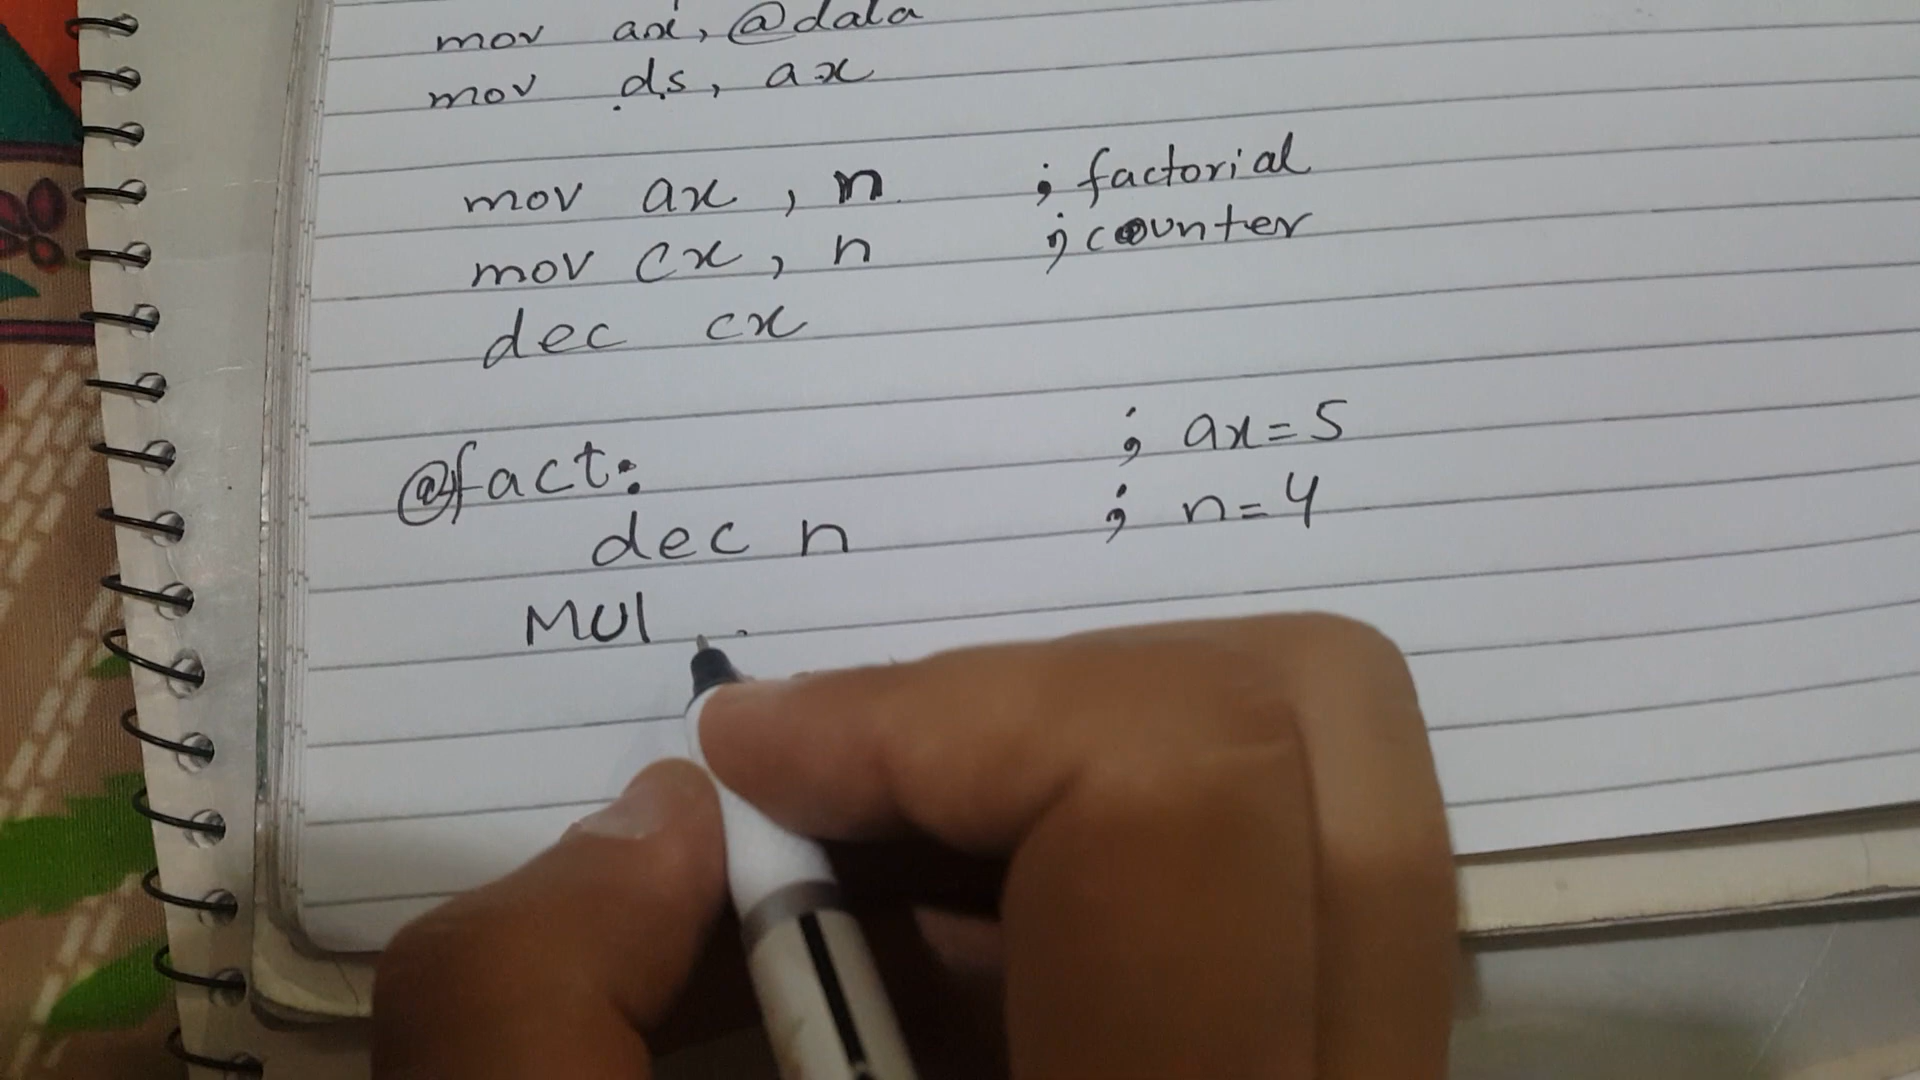 mov ax, @data
mov ds, ax
mov ax, n ; factorial
mov cx, n ; counter
dec cx
@fact: ; ax=5
dec n ; n=4
MUl